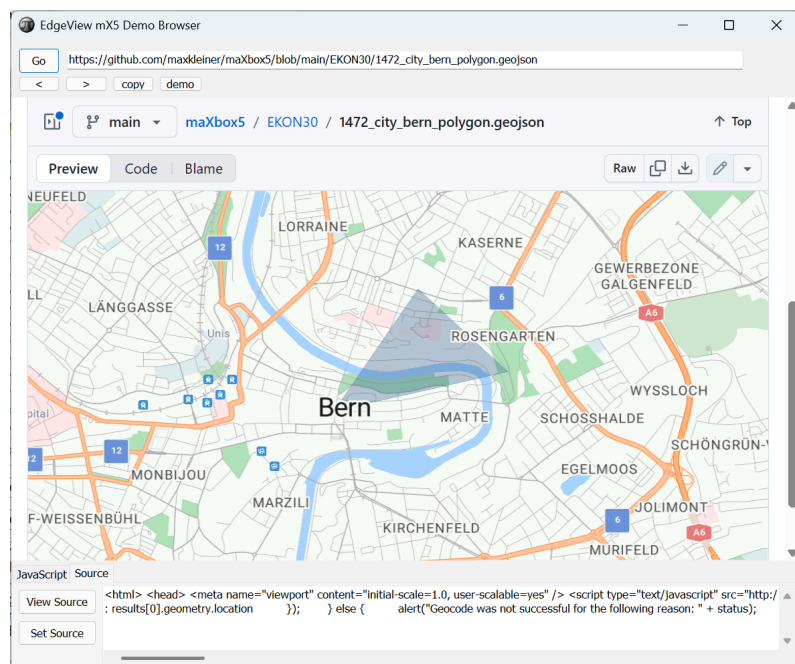 EdgeView mX5 Demo Browser
Go https://github.com/maxkleiner/maXbox5/blob/main/EKON30/1472_city_bern_polygon.geojson
< > copy demo
main maXbox5 / EKON30 / 1472_city_bern_polygon.geojson Top
Preview Code Blame Raw
NEUFELD
LORRAINE
12
KASERNE
GEWERBEZONE
GALGENFELD
6
LL
LÄNGGASSE
A6
Unis
ROSENGARTEN
WYSSLOCH
Bern
pital
MATTE
SCHOSSHALDE
SCHÖNGRÜN-
12
2
MONBIJOU
EGELMOOS
MARZILI
JOLIMONT
F-WEISSENBÜHL
KIRCHENFELD
6
A6
MURIFELD
JavaScript Source
View Source <html> <head> <meta name="viewport" content="initial-scale=1.0, user-scalable=yes" /> <script type="text/javascript" src="http:/
: results[0].geometry.location }); } else { alert("Geocode was not successful for the following reason: " + status);
Set Source